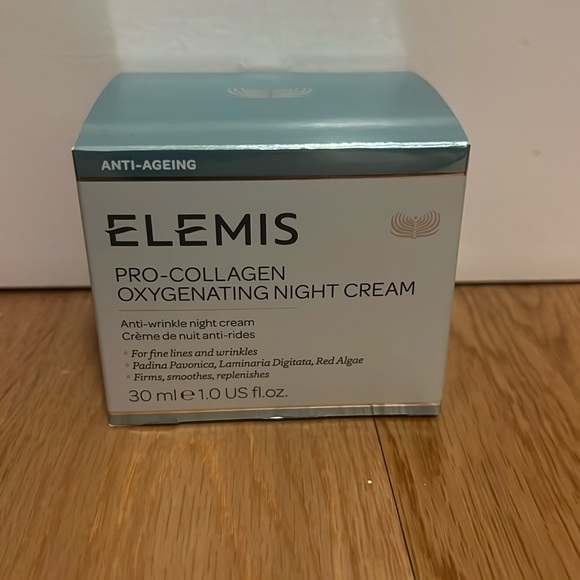 ANTI-AGEING
ELEMIS
PRO-COLLAGEN
OXYGENATING NIGHT CREAM
Anti-wrinkle night cream
Crème de nuit anti-rides
◦ For fine lines and wrinkles
◦ Padina Pavonica, Laminaria Digitata, Red Algae
◦ Firms, smoothes, replenishes
30 ml ℮ 1.0 US fl.oz.